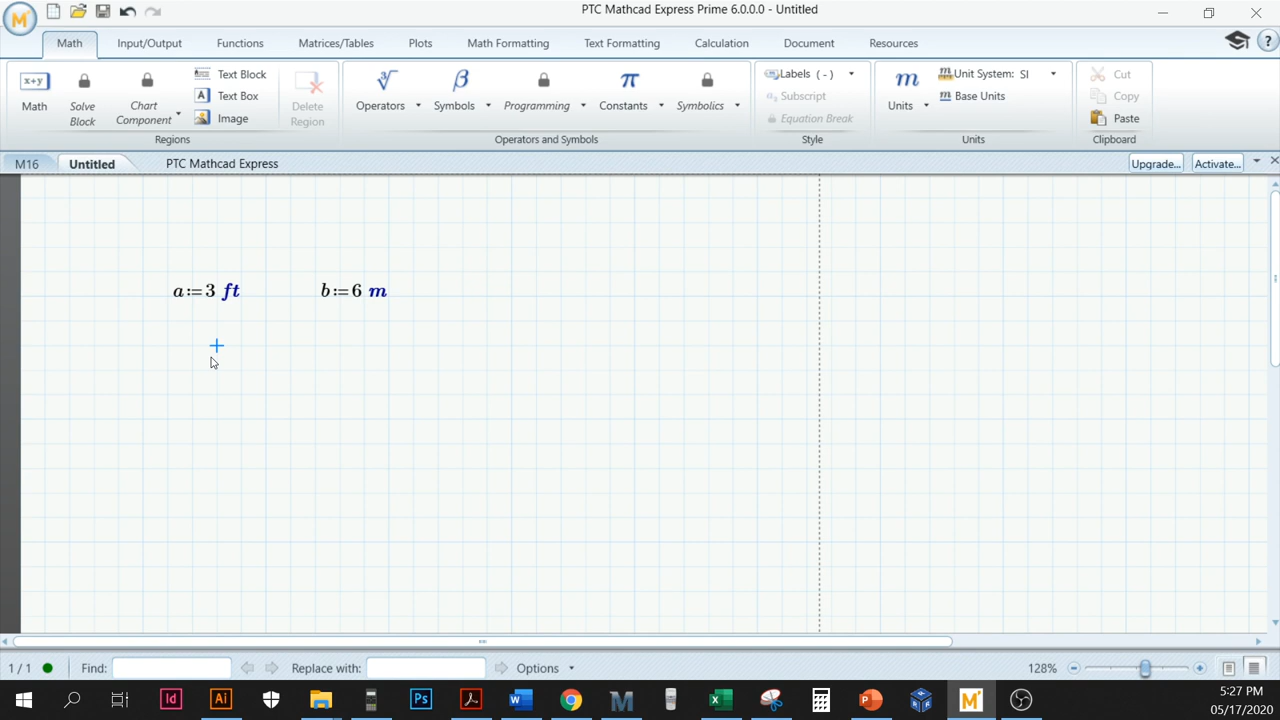 PTC Mathcad Express Prime 6.0.0.0 - Untitled
Math Input/Output Functions Matrices/Tables Plots Math Formatting Text Formatting Calculation Document Resources
Math
Solve Block
Chart Component
Text Block
Text Box
Image
Delete Region
Regions
Operators
Symbols
Programming
Constants
Symbolics
Operators and Symbols
Labels ( - )
Subscript
Equation Break
Style
Units
Unit System: SI
Base Units
Units
Cut
Copy
Paste
Clipboard
M16 Untitled PTC Mathcad Express Upgrade... Activate...
a:=3 ft b:=6 m
1 / 1 Find: Replace with: Options 128%
5:27 PM
05/17/2020